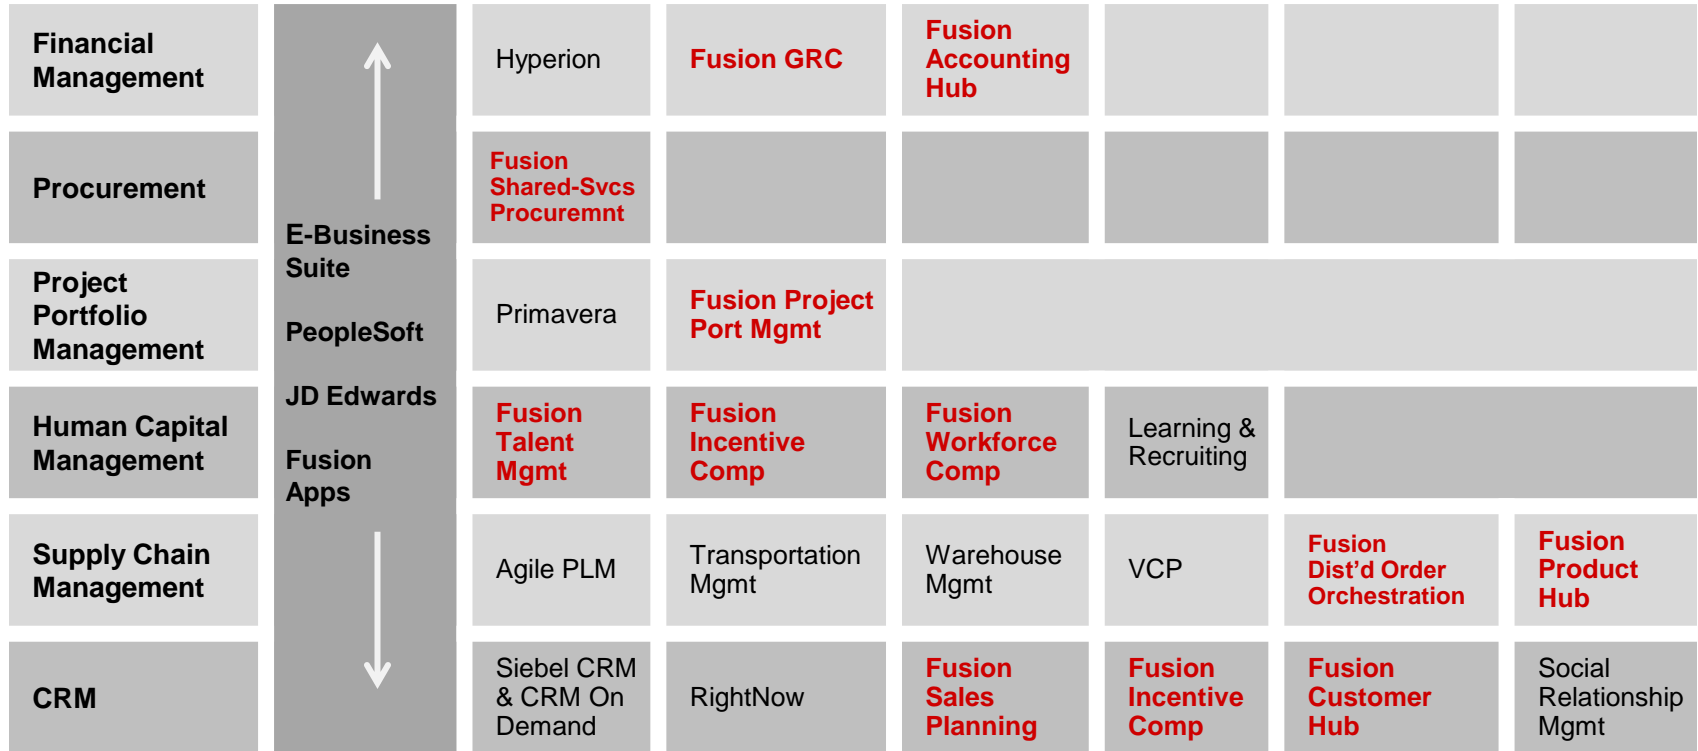 Financial
Management
Hyperion
Fusion GRC
Fusion
Accounting
Hub
Procurement
Fusion
Shared-Svcs
Procuremnt
E-Business
Suite
PeopleSoft
JD Edwards
Fusion
Apps
Project
Portfolio
Management
Primavera
Fusion Project
Port Mgmt
Human Capital
Management
Fusion
Talent
Mgmt
Fusion
Incentive
Comp
Fusion
Workforce
Comp
Learning &
Recruiting
Supply Chain
Management
Agile PLM
Transportation
Mgmt
Warehouse
Mgmt
VCP
Fusion
Dist’d Order
Orchestration
Fusion
Product
Hub
CRM
Siebel CRM
& CRM On
Demand
RightNow
Fusion
Sales
Planning
Fusion
Incentive
Comp
Fusion
Customer
Hub
Social
Relationship
Mgmt